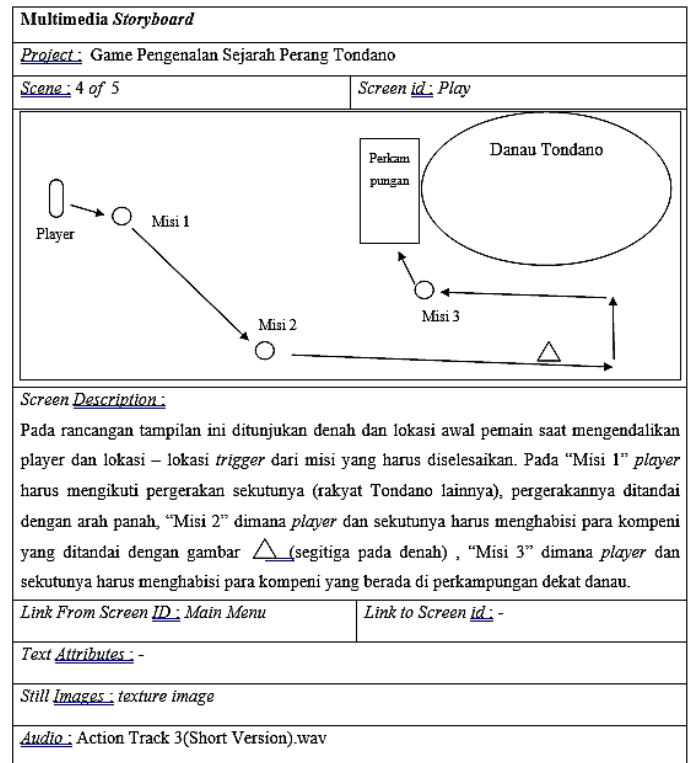 Multimedia Storyboard
Project : Game Pengenalan Sejarah Perang Tondano
Scene : 4 of 5
Screen id : Play
Perkam
pungan
Danau Tondano
Player
Misi 1
Misi 2
Misi 3
Screen Description :
Pada rancangan tampilan ini ditunjukan denah dan lokasi awal pemain saat mengendalikan
player dan lokasi – lokasi trigger dari misi yang harus diselesaikan. Pada “Misi 1” player
harus mengikuti pergerakan sekutunya (rakyat Tondano lainnya), pergerakannya ditandai
dengan arah panah, “Misi 2” dimana player dan sekutunya harus menghabisi para kompeni
yang ditandai dengan gambar (segitiga pada denah) , “Misi 3” dimana player dan
sekutunya harus menghabisi para kompeni yang berada di perkampungan dekat danau.
Link From Screen ID : Main Menu
Link to Screen id : -
Text Attributes : -
Still Images : texture image
Audio : Action Track 3(Short Version).wav